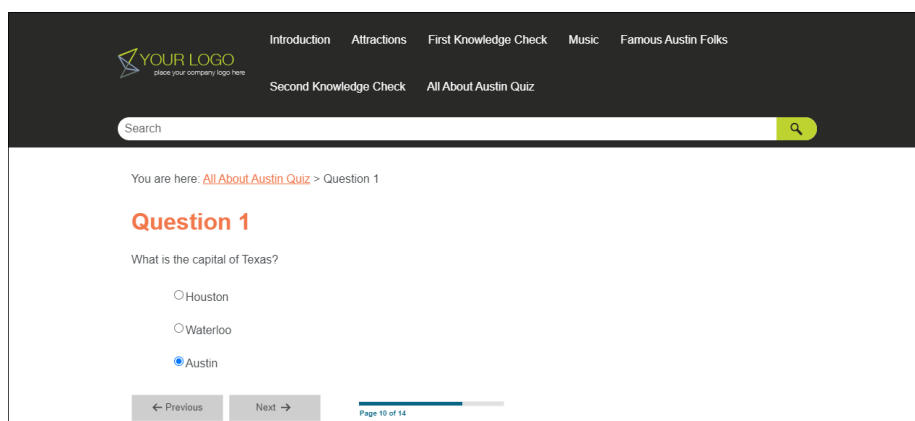 YOUR LOGO
place your company logo here
Introduction Attractions First Knowledge Check Music Famous Austin Folks
Second Knowledge Check All About Austin Quiz
Search
You are here: All About Austin Quiz > Question 1
Question 1
What is the capital of Texas?
Houston
Waterloo
Austin
← Previous Next →
Page 10 of 14